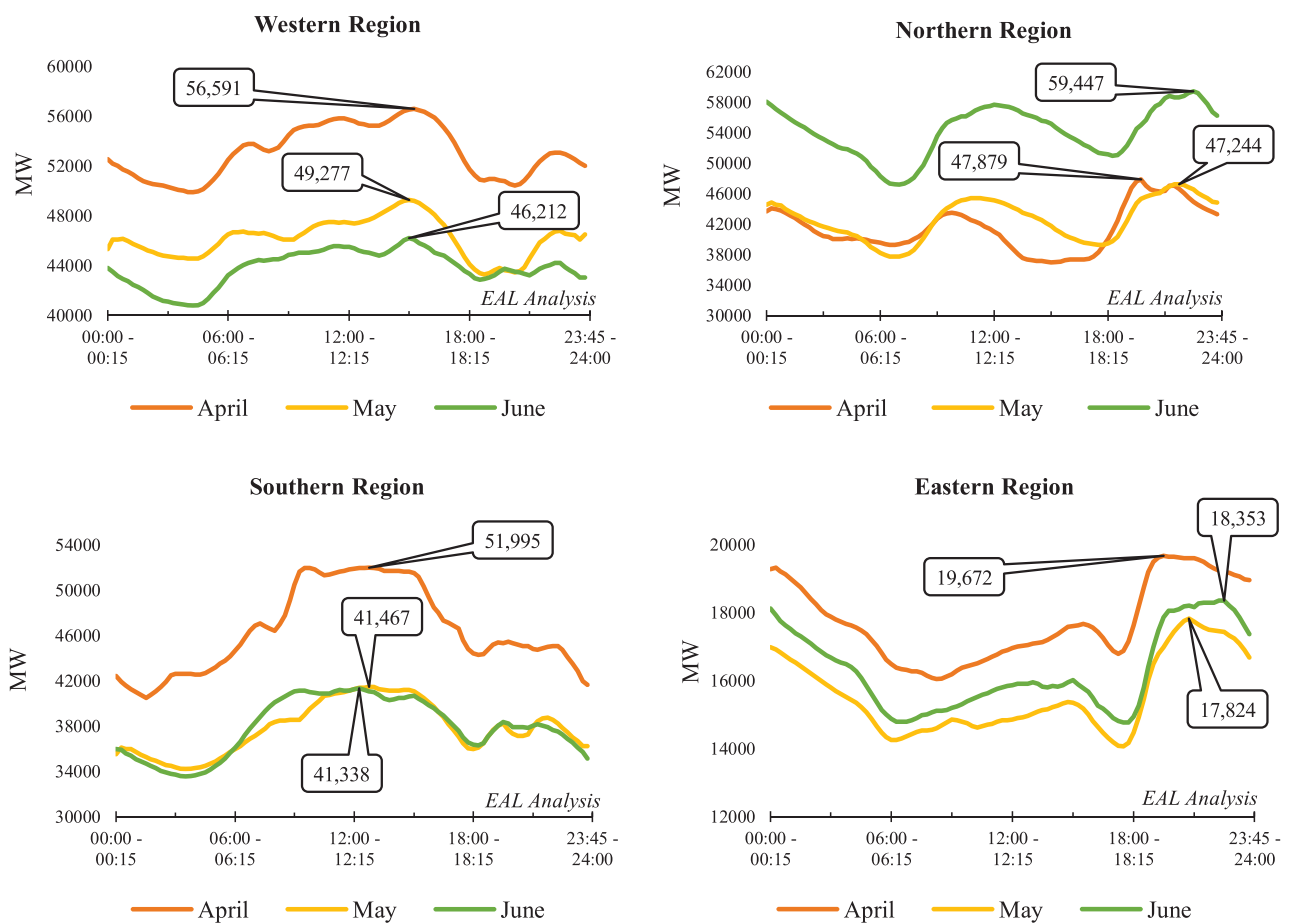 Western Region
MW
60000
56000
52000
48000
44000
40000
56,591
49,277
46,212
EAL Analysis
00:00 - 06:00 - 12:00 - 18:00 - 23:45 -
00:15 06:15 12:15 18:15 24:00
April May June
Northern Region
MW
62000
58000
54000
50000
46000
42000
38000
34000
30000
59,447
47,879
47,244
EAL Analysis
00:00 - 06:00 - 12:00 - 18:00 - 23:45 -
00:15 06:15 12:15 18:15 24:00
April May June
Southern Region
MW
54000
50000
46000
42000
38000
34000
30000
51,995
41,467
41,338
EAL Analysis
00:00 - 06:00 - 12:00 - 18:00 - 23:45 -
00:15 06:15 12:15 18:15 24:00
April May June
Eastern Region
MW
20000
18000
16000
14000
12000
18,353
19,672
17,824
EAL Analysis
00:00 - 06:00 - 12:00 - 18:00 - 23:45 -
00:15 06:15 12:15 18:15 24:00
April May June